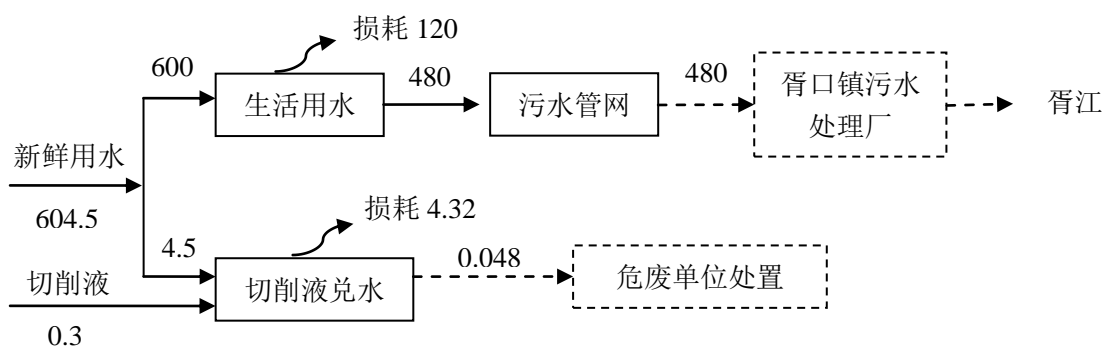 损耗 120
600
生活用水
480
污水管网
480
胥口镇污水
处理厂
胥江
新鲜用水
604.5
损耗 4.32
4.5
切削液
0.3
切削液兑水
0.048
危废单位处置